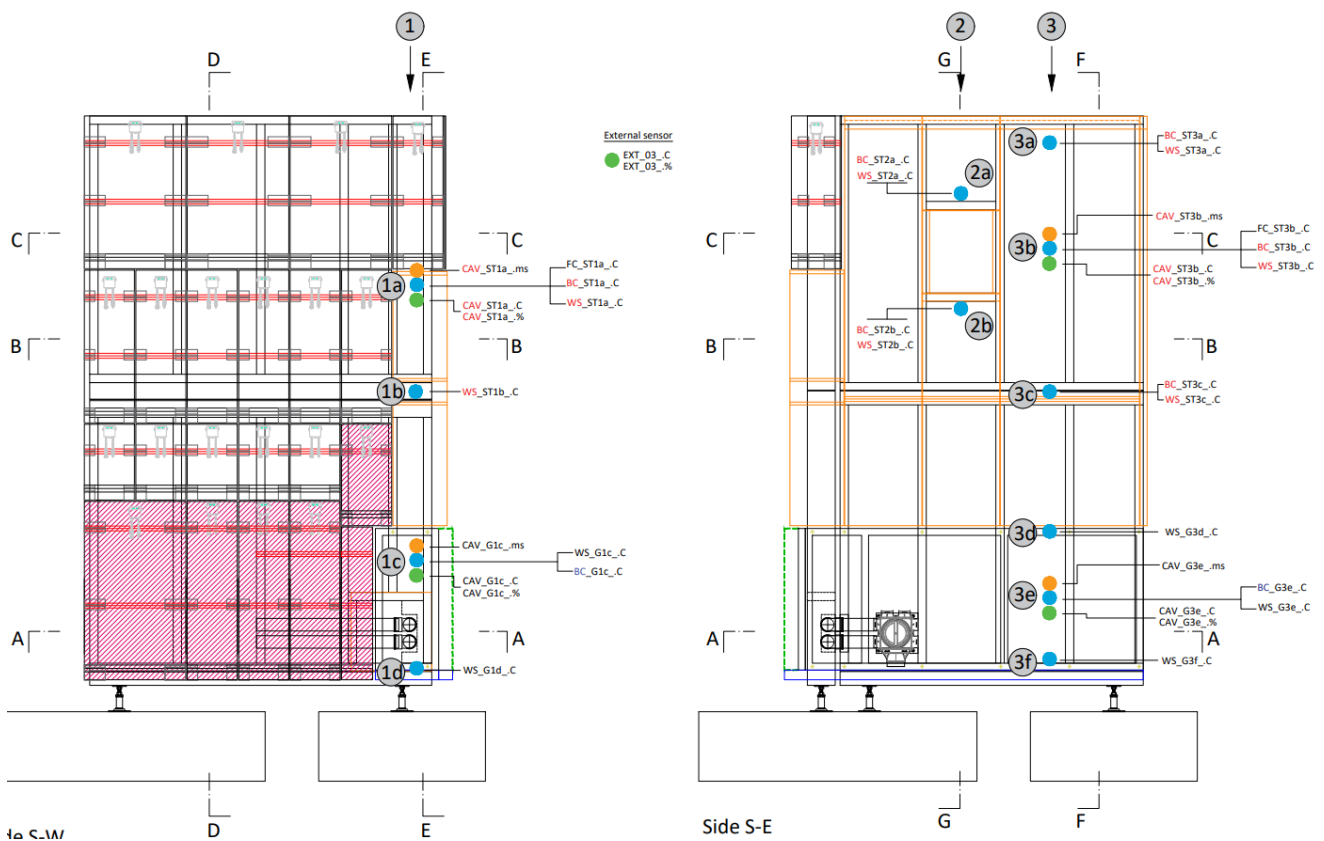 1
2
3
D
E
G
F
External sensor
EXT_03_.C
EXT_03_.%
3a
BC_ST3a_.C
WS_ST3a_.C
BC_ST2a_.C
WS_ST2a_.C
2a
C
C
C
C
CAV_ST3b_.ms
3b
FC_ST3b_.C
BC_ST3b_.C
WS_ST3b_.C
CAV_ST3b_.C
CAV_ST3b_.%
1a
CAV_ST1a_.ms
FC_ST1a_.C
BC_ST1a_.C
WS_ST1a_.C
CAV_ST1a_.C
CAV_ST1a_.%
2b
BC_ST2b_.C
WS_ST2b_.C
B
B
B
B
1b
WS_ST1b_.C
3c
BC_ST3c_.C
WS_ST3c_.C
3d
WS_G3d_.C
1c
CAV_G1c_.ms
WS_G1c_.C
BC_G1c_.C
CAV_G1c_.C
CAV_G1c_.%
3e
CAV_G3e_.ms
BC_G3e_.C
WS_G3e_.C
CAV_G3e_.C
CAV_G3e_.%
A
A
A
A
1d
WS_G1d_.C
3f
WS_G3f_.C
D
E
G
F
de S-W
Side S-E